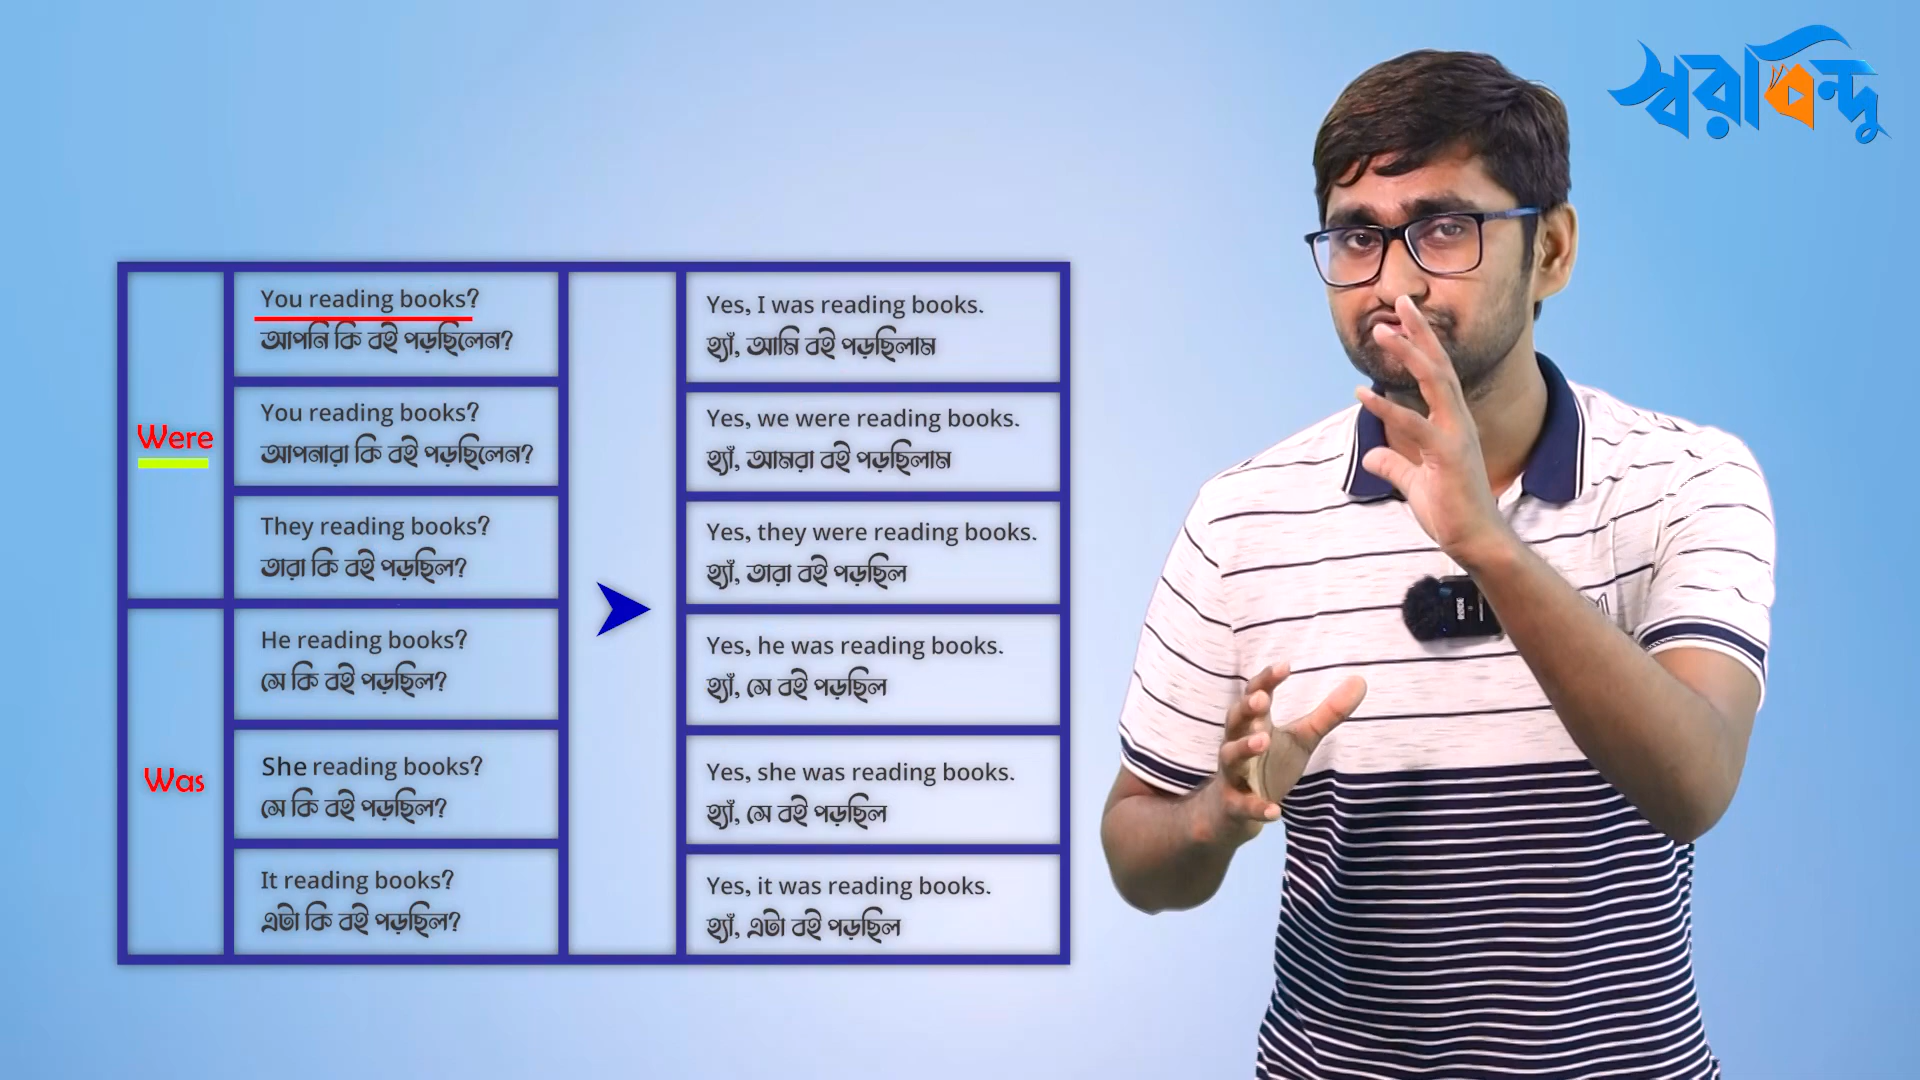 স্বরবিন্দু
Were
You reading books?
আপনি কি বই পড়ছিলেন?
Yes, I was reading books.
হ্যাঁ, আমি বই পড়ছিলাম
You reading books?
আপনারা কি বই পড়ছিলেন?
Yes, we were reading books.
হ্যাঁ, আমরা বই পড়ছিলাম
They reading books?
তারা কি বই পড়ছিল?
Yes, they were reading books.
হ্যাঁ, তারা বই পড়ছিল
Was
He reading books?
সে কি বই পড়ছিল?
Yes, he was reading books.
হ্যাঁ, সে বই পড়ছিল
She reading books?
সে কি বই পড়ছিল?
Yes, she was reading books.
হ্যাঁ, সে বই পড়ছিল
It reading books?
এটা কি বই পড়ছিল?
Yes, it was reading books.
হ্যাঁ, এটা বই পড়ছিল
RODE